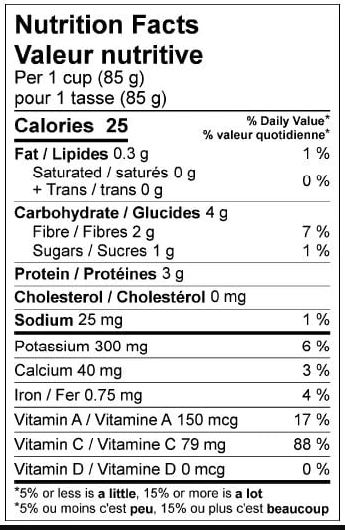 Nutrition Facts
Valeur nutritive
Per 1 cup (85 g)
pour 1 tasse (85 g)
Calories 25
% Daily Value*
% valeur quotidienne*
Fat / Lipides 0.3 g 1 %
Saturated / saturés 0 g
+ Trans / trans 0 g
0 %
Carbohydrate / Glucides 4 g
Fibre / Fibres 2 g 7 %
Sugars / Sucres 1 g 1 %
Protein / Protéines 3 g
Cholesterol / Cholestérol 0 mg
Sodium 25 mg 1 %
Potassium 300 mg 6 %
Calcium 40 mg 3 %
Iron / Fer 0.75 mg 4 %
Vitamin A / Vitamine A 150 mcg 17 %
Vitamin C / Vitamine C 79 mg 88 %
Vitamin D / Vitamine D 0 mcg 0 %
*5% or less is a little, 15% or more is a lot
*5% ou moins c'est peu, 15% ou plus c'est beaucoup